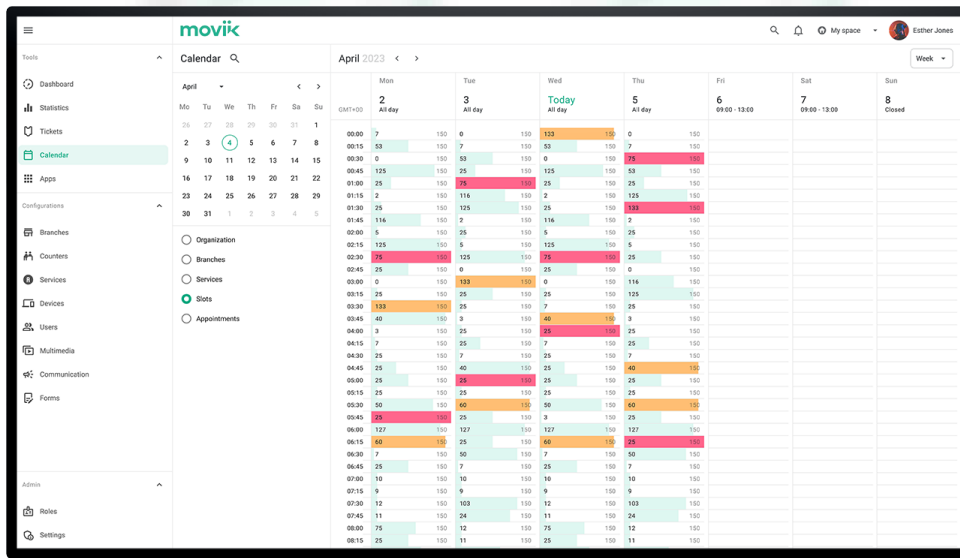 movik
My space
Esther Jones
Tools
Dashboard
Statistics
Tickets
Calendar
Apps
Configurations
Branches
Counters
Services
Devices
Users
Multimedia
Communication
Forms
Admin
Roles
Settings
Calendar
April
Mo Tu We Th Fr Sa Su
26 27 28 29 30 31 1
2 3 4 5 6 7 8
9 10 11 12 13 14 15
16 17 18 19 20 21 22
23 24 25 26 27 28 29
30 31 1 2 3 4 5
Organization
Branches
Services
Slots
Appointments
April 2023
Week
Mon Tue Wed Thu Fri Sat Sun
2 3 Today 5 6 7 8
GMT+00 All day All day All day All day 09:00 - 13:00 09:00 - 13:00 Closed
00:00 7 150 0 150 133 150 0 150
00:15 53 150 7 150 53 150 7 150
00:30 0 150 53 150 0 150 75 150
00:45 125 150 25 150 125 150 53 150
01:00 25 150 75 150 25 150 25 150
01:15 2 150 116 150 2 150 125 150
01:30 25 150 125 150 25 150 133 150
01:45 116 150 2 150 116 150 2 150
02:00 5 150 25 150 5 150 25 150
02:15 125 150 5 150 125 150 5 150
02:30 75 150 125 150 75 150 25 150
02:45 25 150 0 150 25 150 0 150
03:00 0 150 133 150 0 150 116 150
03:15 25 150 25 150 25 150 125 150
03:30 133 150 25 150 7 150 25 150
03:45 40 150 3 150 40 150 3 150
04:00 3 150 25 150 25 150 25 150
04:15 7 150 25 150 7 150 25 150
04:30 25 150 7 150 25 150 7 150
04:45 25 150 40 150 25 150 40 150
05:00 25 150 25 150 25 150 25 150
05:15 25 150 25 150 25 150 25 150
05:30 50 150 60 150 50 150 60 150
05:45 25 150 25 150 3 150 25 150
06:00 127 150 127 150 127 150 127 150
06:15 60 150 25 150 60 150 25 150
06:30 7 150 50 150 7 150 50 150
06:45 25 150 7 150 25 150 7 150
07:00 10 150 10 150 10 150 10 150
07:15 9 150 9 150 9 150 9 150
07:30 12 150 103 150 12 150 103 150
07:45 11 150 24 150 11 150 24 150
08:00 75 150 12 150 75 150 12 150
08:15 25 150 11 150 25 150 11 150